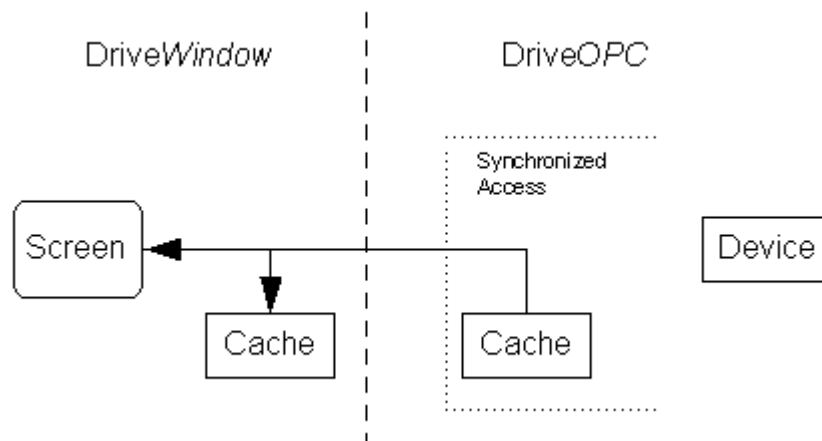 DriveWindow
DriveOPC
Synchronized
Access
Screen
Device
Cache
Cache